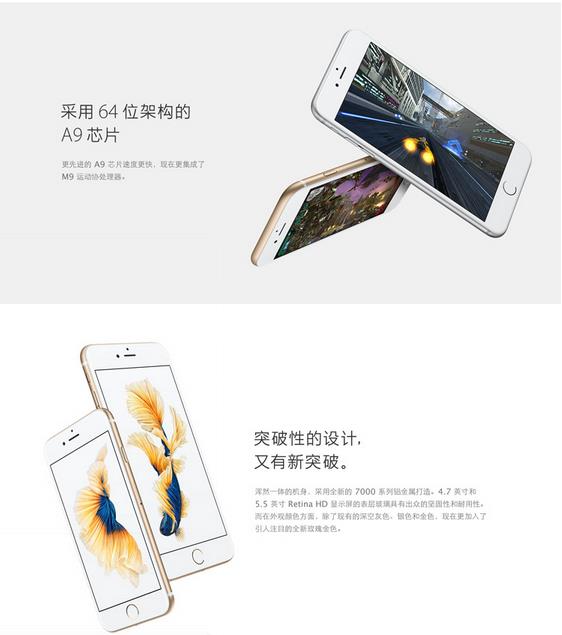 采用 64 位架构的
A9 芯片
更先进的 A9 芯片速度更快，现在更集成了
M9 运动协处理器。
突破性的设计，
又有新突破。
浑然一体的机身，采用全新的 7000 系列铝金属打造。4.7 英寸和
5.5 英寸 Retina HD 显示屏的表层玻璃具有出众的坚固性和耐用性。
而在外观颜色方面，除了现有的深空灰色、银色和金色，现在更加入了
引人注目的全新玫瑰金色。